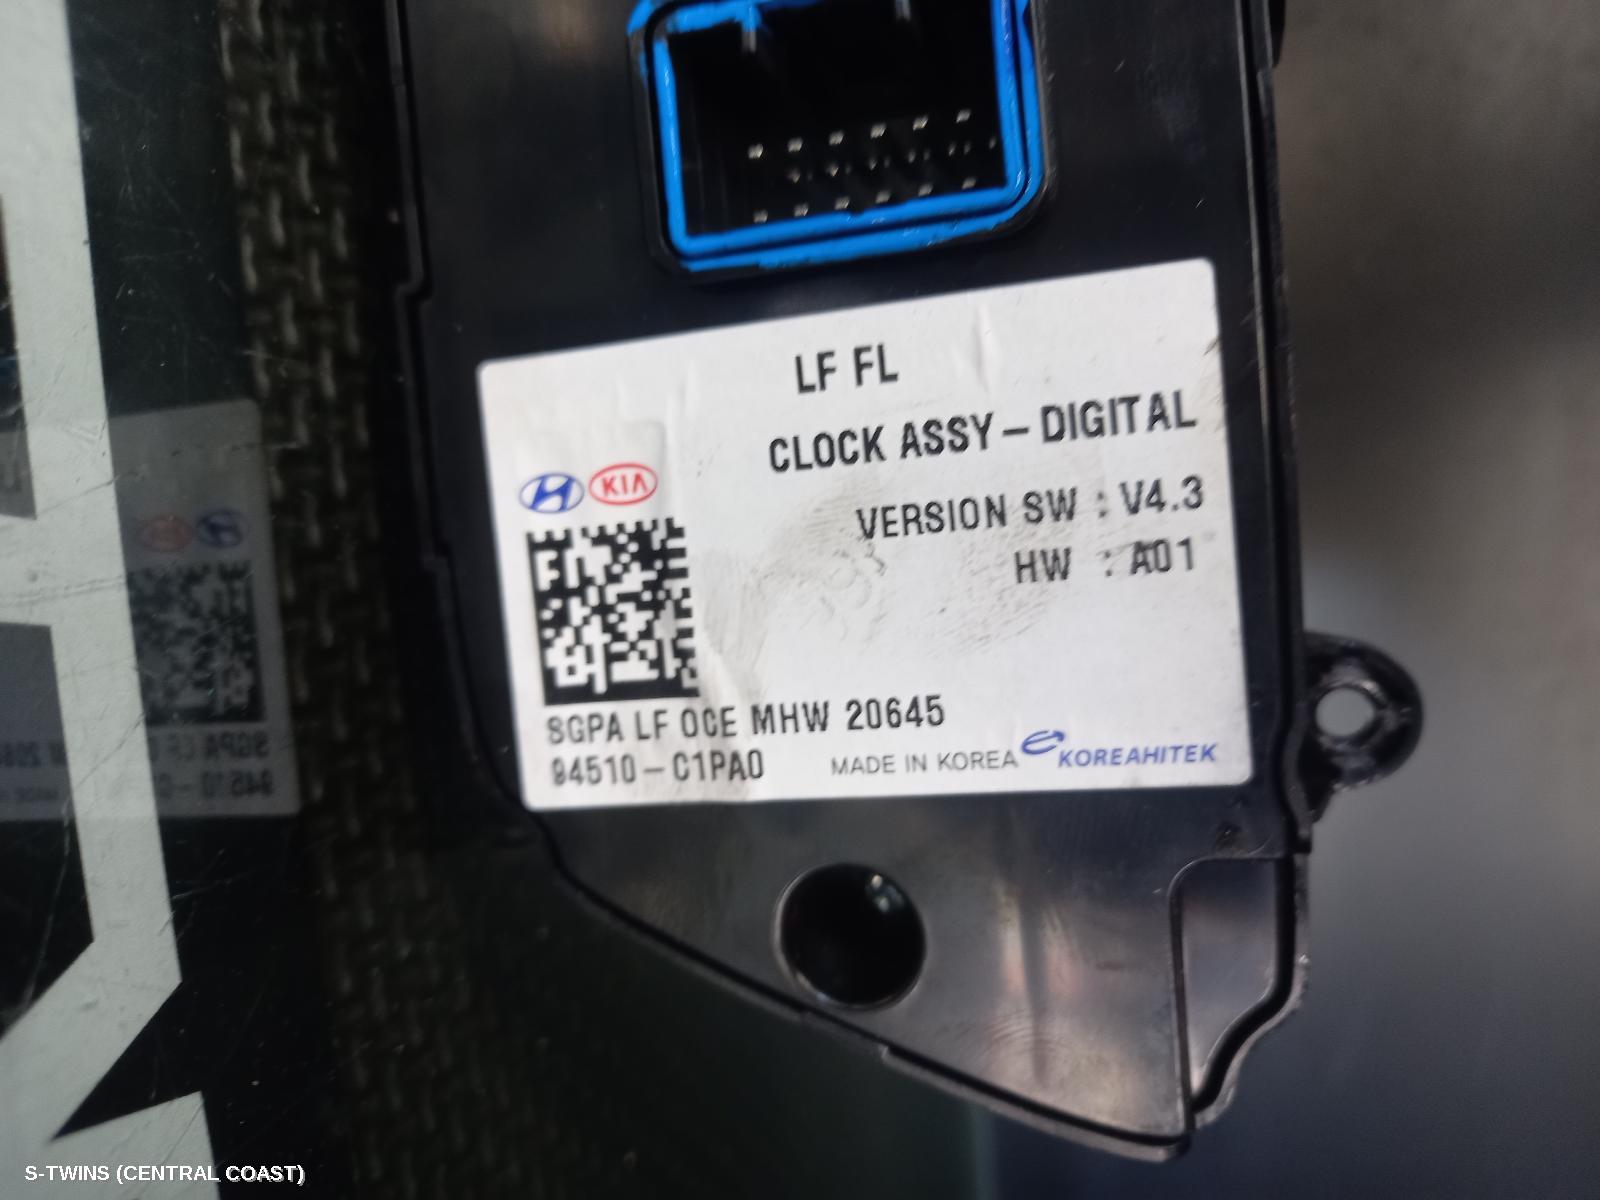 LF FL
CLOCK ASSY - DIGITAL
KIA
VERSION SW : V4.3
HW : A01
SGPA LF OCE MHW 20645
94510-C1PA0
MADE IN KOREA KOREAHITEK
S-TWINS (CENTRAL COAST)